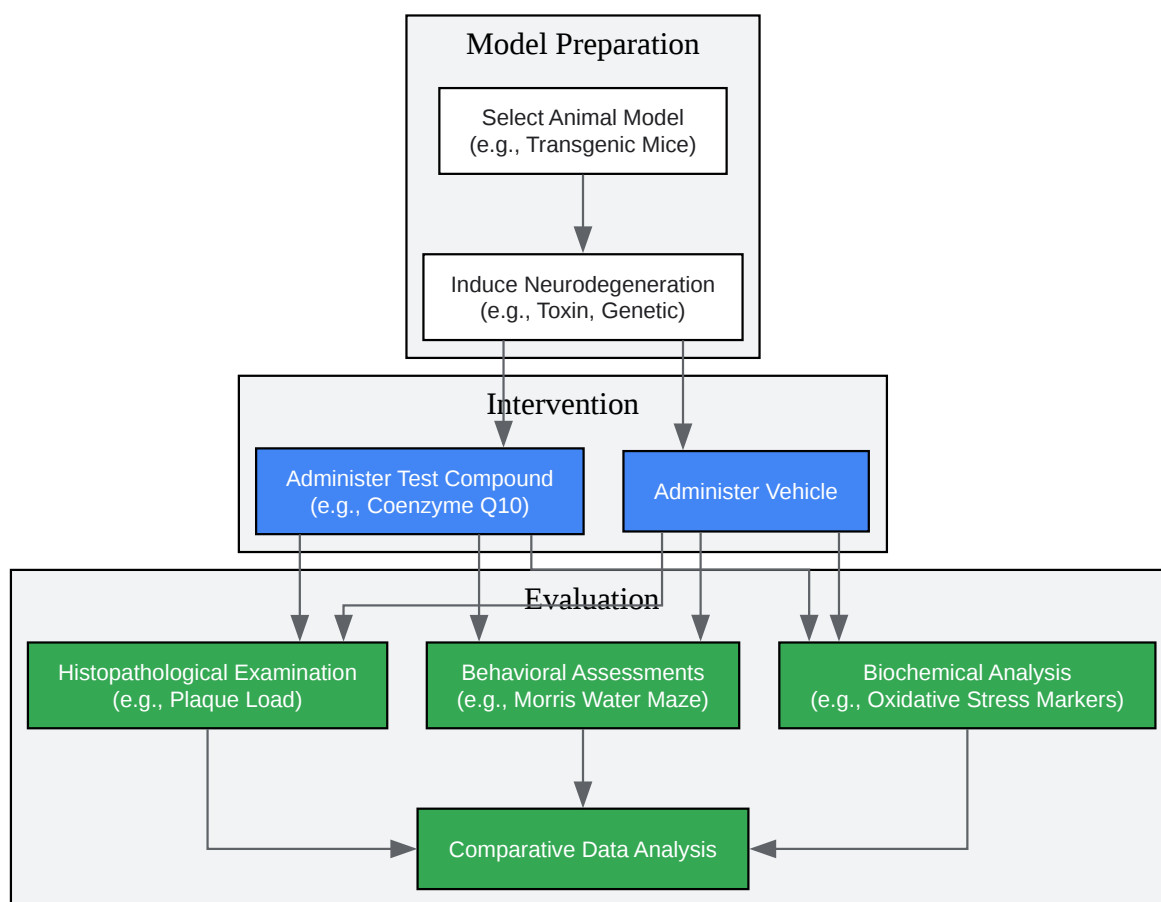 Model Preparation
Select Animal Model
(e.g., Transgenic Mice)
Induce Neurodegeneration
(e.g., Toxin, Genetic)
Intervention
Administer Test Compound
(e.g., Coenzyme Q10)
Administer Vehicle
Evaluation
Histopathological Examination
(e.g., Plaque Load)
Behavioral Assessments
(e.g., Morris Water Maze)
Biochemical Analysis
(e.g., Oxidative Stress Markers)
Comparative Data Analysis